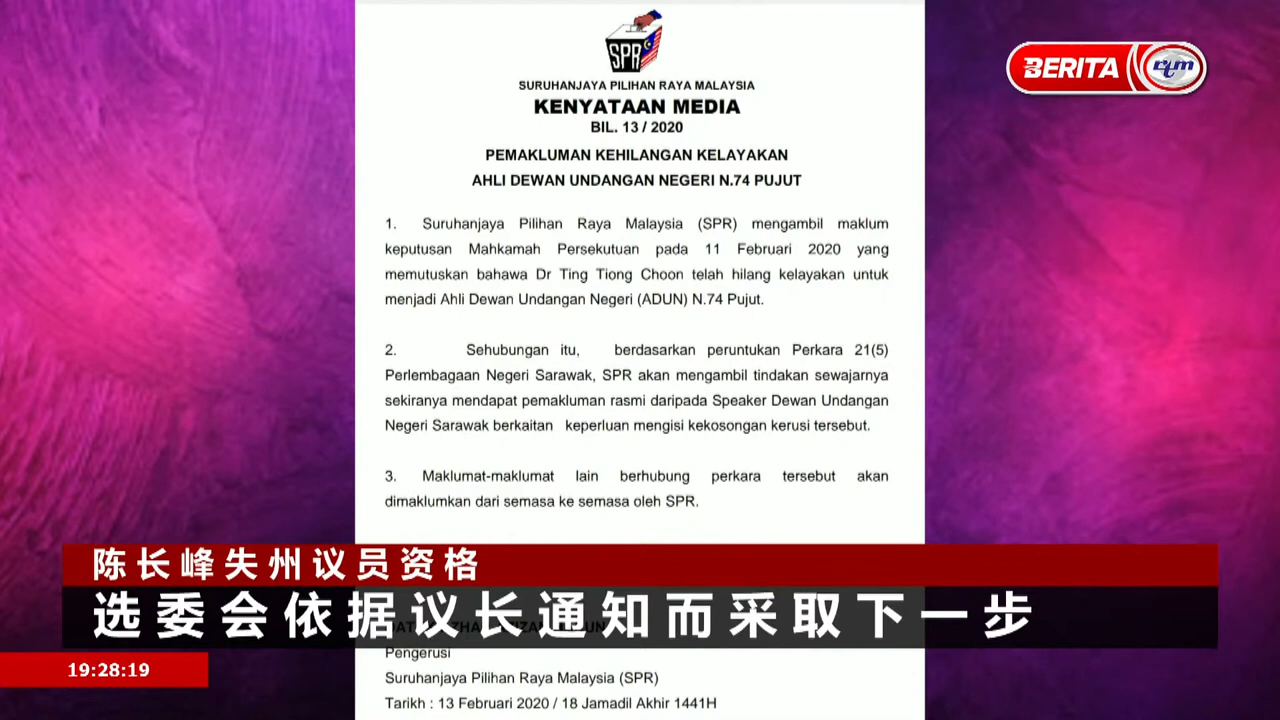 SPR
SURUHANJAYA PILIHAN RAYA MALAYSIA
BERITA rtm
KENYATAAN MEDIA
BIL. 13 / 2020
PEMAKLUMAN KEHILANGAN KELAYAKAN
AHLI DEWAN UNDANGAN NEGERI N.74 PUJUT
1. Suruhanjaya Pilihan Raya Malaysia (SPR) mengambil maklum
keputusan Mahkamah Persekutuan pada 11 Februari 2020 yang
memutuskan bahawa Dr Ting Tiong Choon telah hilang kelayakan untuk
menjadi Ahli Dewan Undangan Negeri (ADUN) N.74 Pujut.
2. Sehubungan itu, berdasarkan peruntukan Perkara 21(5)
Perlembagaan Negeri Sarawak, SPR akan mengambil tindakan sewajarnya
sekiranya mendapat pemakluman rasmi daripada Speaker Dewan Undangan
Negeri Sarawak berkaitan keperluan mengisi kekosongan kerusi tersebut.
3. Maklumat-maklumat lain berhubung perkara tersebut akan
dimaklumkan dari semasa ke semasa oleh SPR.
陈长峰失州议员资格
选委会依据议长通知而采取下一步
Pengerusi
19:28:19
Suruhanjaya Pilihan Raya Malaysia (SPR)
Tarikh : 13 Februari 2020 / 18 Jamadil Akhir 1441H